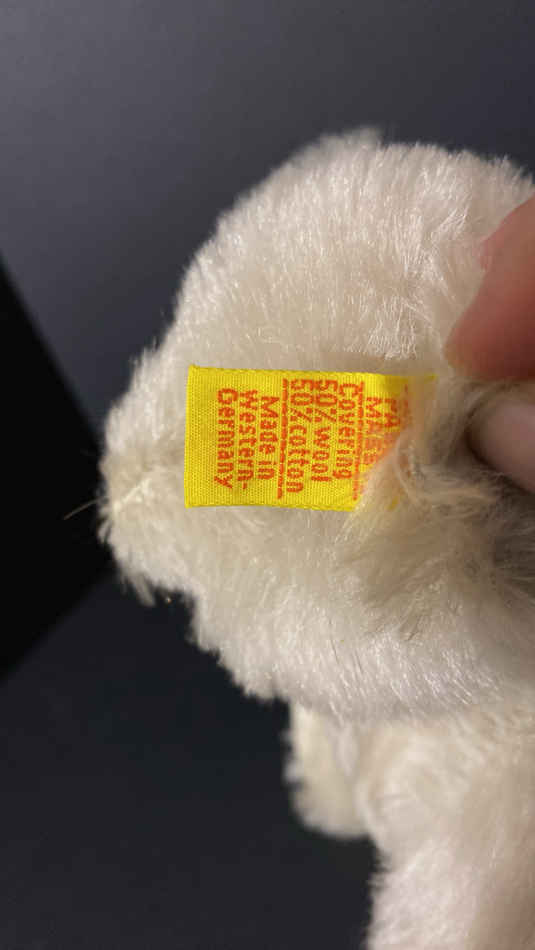 Covering
50% wool
50% cotton
Made in
Western-
Germany